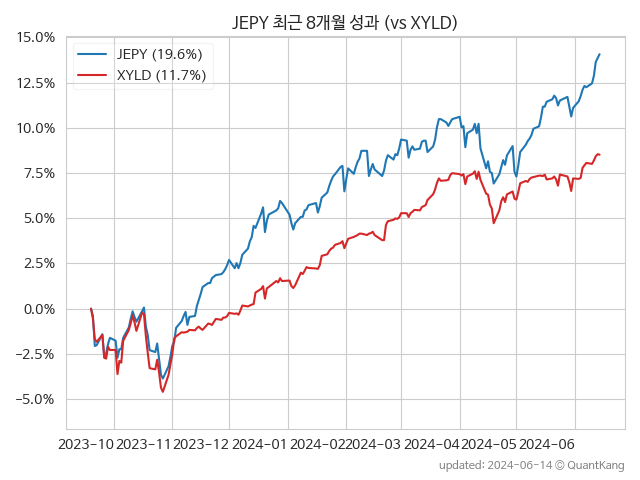 JEPY 최근 8개월 성과 (vs XYLD)
JEPY (19.6%)
XYLD (11.7%)
15.0%
12.5%
10.0%
7.5%
5.0%
2.5%
0.0%
−2.5%
−5.0%
2023-10 2023-11 2023-12 2024-01 2024-02 2024-03 2024-04 2024-05 2024-06
updated: 2024-06-14 © QuantKang